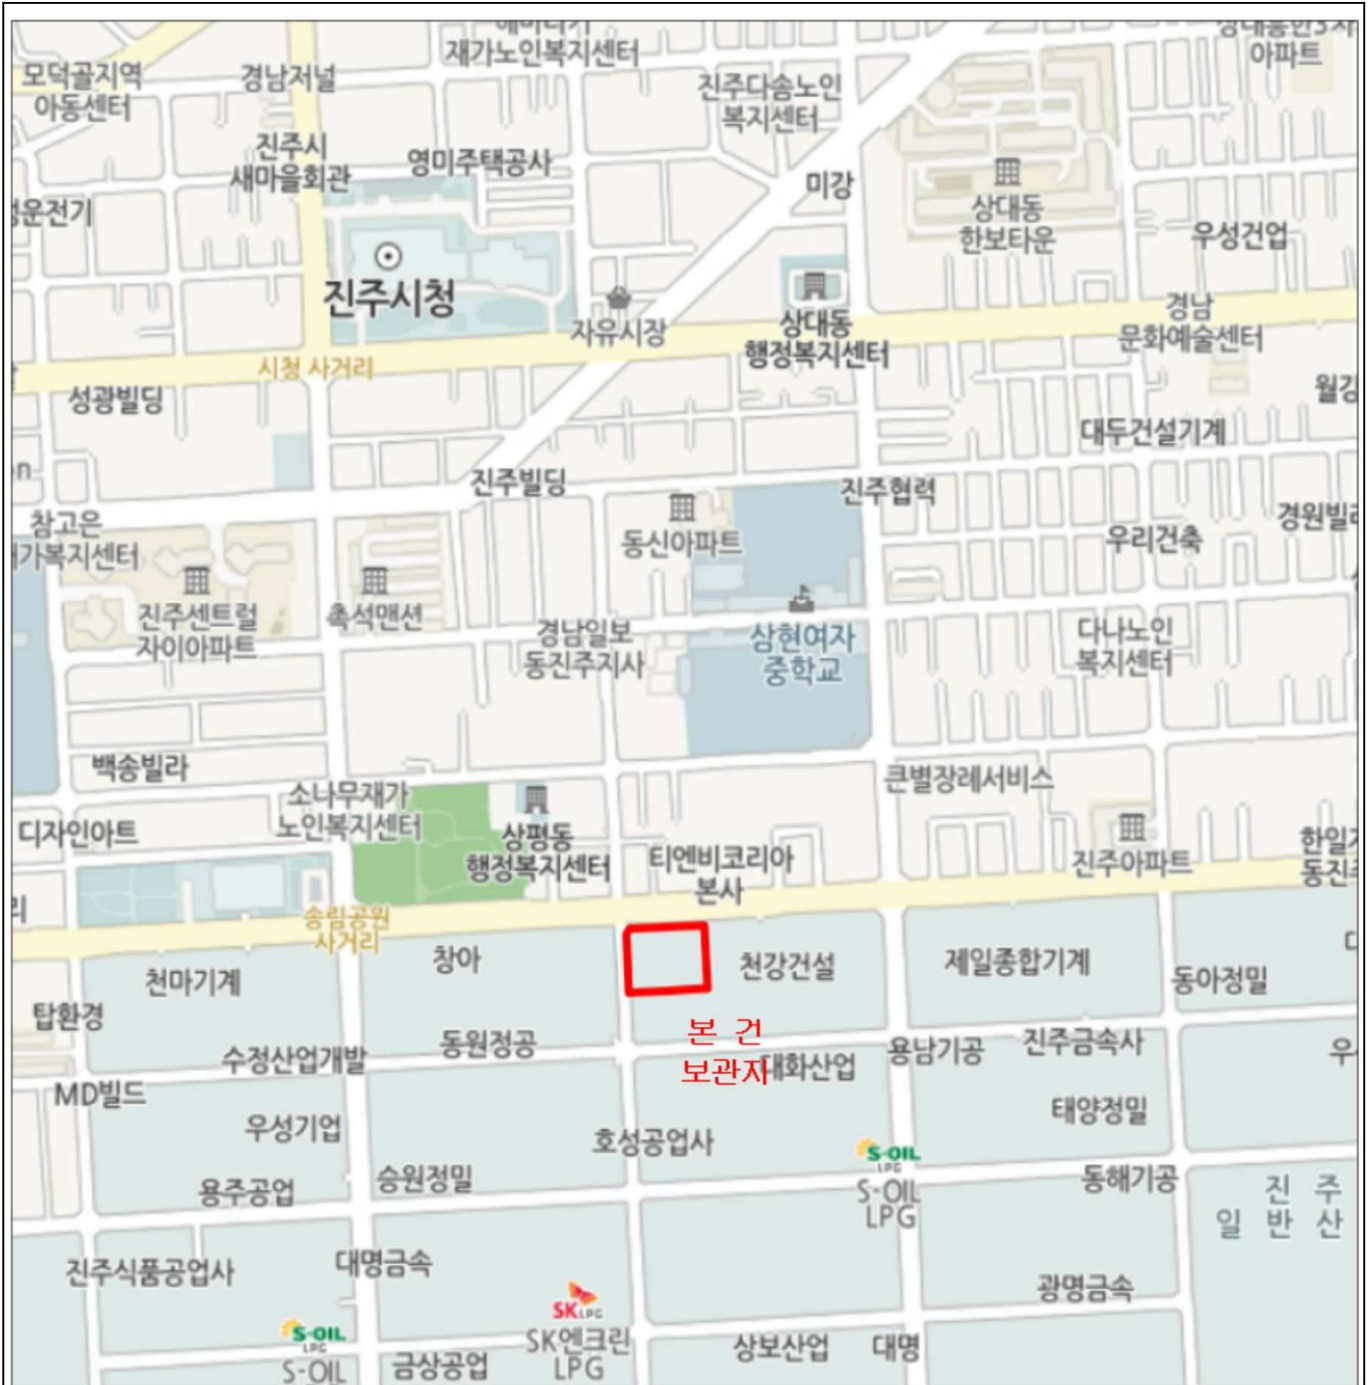 재가노인복지센터
아파트
모덕골지역
아동센터
경남저널
진주다솜노인
복지센터
진주시
새마을회관
영미주택공사
미강
상대동
한보타운
우성건업
진주시청
자유시장
상대동
행정복지센터
경남
문화예술센터
시청 사거리
성광빌딩
대두건설기계
진주빌딩
진주협력
참고은
동신아파트
우리건축
진주센트럴
자이아파트
촉석맨션
경남일보
동진주지사
삼현여자
중학교
다나노인
복지센터
백송빌라
소나무재가
노인복지센터
큰별장례서비스
디자인아트
상평동
행정복지센터
티엔비코리아
본사
진주아파트
송림공원
사거리
창아
천마기계
천강건설
제일종합기계
동아정밀
탑환경
본 건
보관지
수정산업개발
동원정공
대화산업
용남기공
진주금속사
MD빌드
우성기업
호성공업사
태양정밀
S-OIL
LPG
S-OIL
LPG
용주공업
승원정밀
동해기공
진 주
일 반 산
진주식품공업사
대명금속
광명금속
SK LPG
SK엔크린
LPG
S-OIL
LPG
S-OIL
금상공업
상보산업
대명